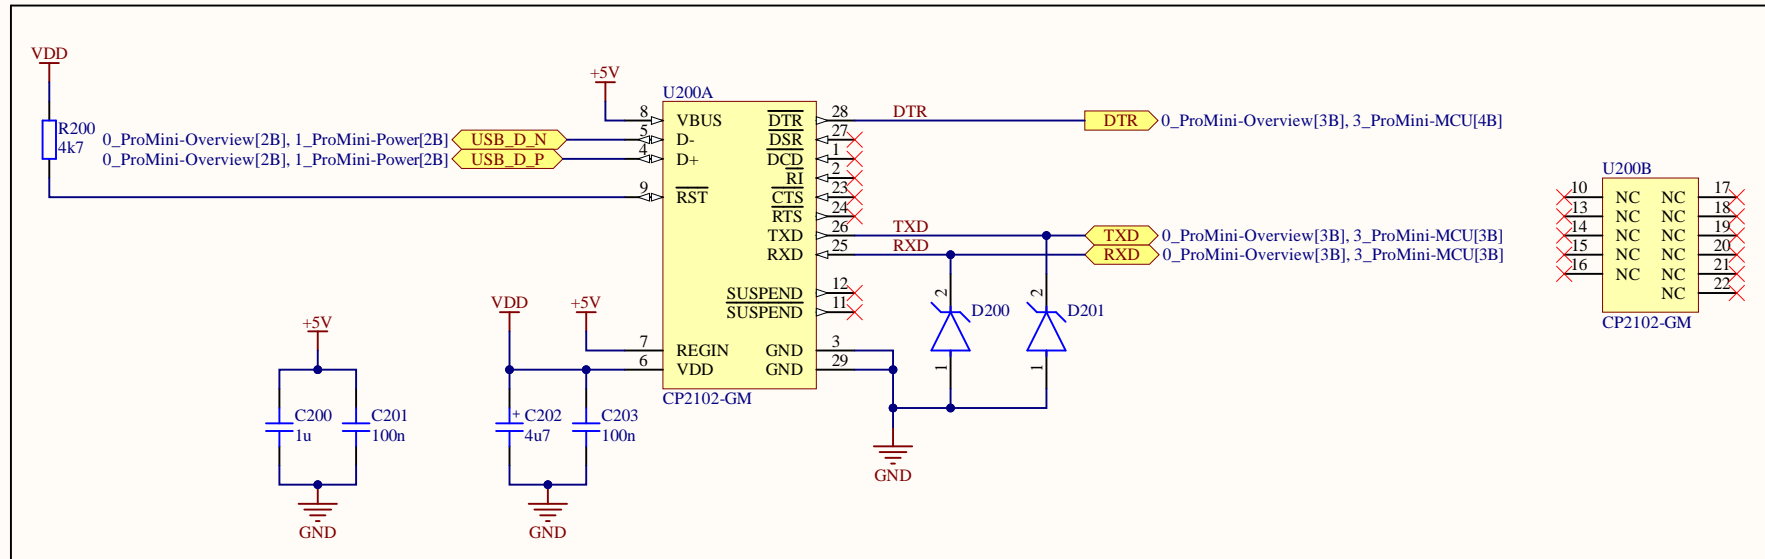 VDD
R200
4k7
0_ProMini-Overview[2B], 1_ProMini-Power[2B] USB_D_N
0_ProMini-Overview[2B], 1_ProMini-Power[2B] USB_D_P
+5V
U200A
8 VBUS DTR 28 DTR DTR 0_ProMini-Overview[3B], 3_ProMini-MCU[4B]
5 D- DSR 27
4 D+ DCD 1
RI 2
9 RST CTS 23
RTS 24
TXD 26 TXD TXD 0_ProMini-Overview[3B], 3_ProMini-MCU[3B]
RXD 25 RXD RXD 0_ProMini-Overview[3B], 3_ProMini-MCU[3B]
SUSPEND 12
SUSPEND 11
7 REGIN GND 3
6 VDD GND 29
CP2102-GM
VDD
+5V
+5V
C200
1u
C201
100n
GND
+ C202
4u7
C203
100n
GND
2 D200 1
2 D201 1
GND
U200B
10 NC NC 17
13 NC NC 18
14 NC NC 19
15 NC NC 20
16 NC NC 21
NC 22
CP2102-GM